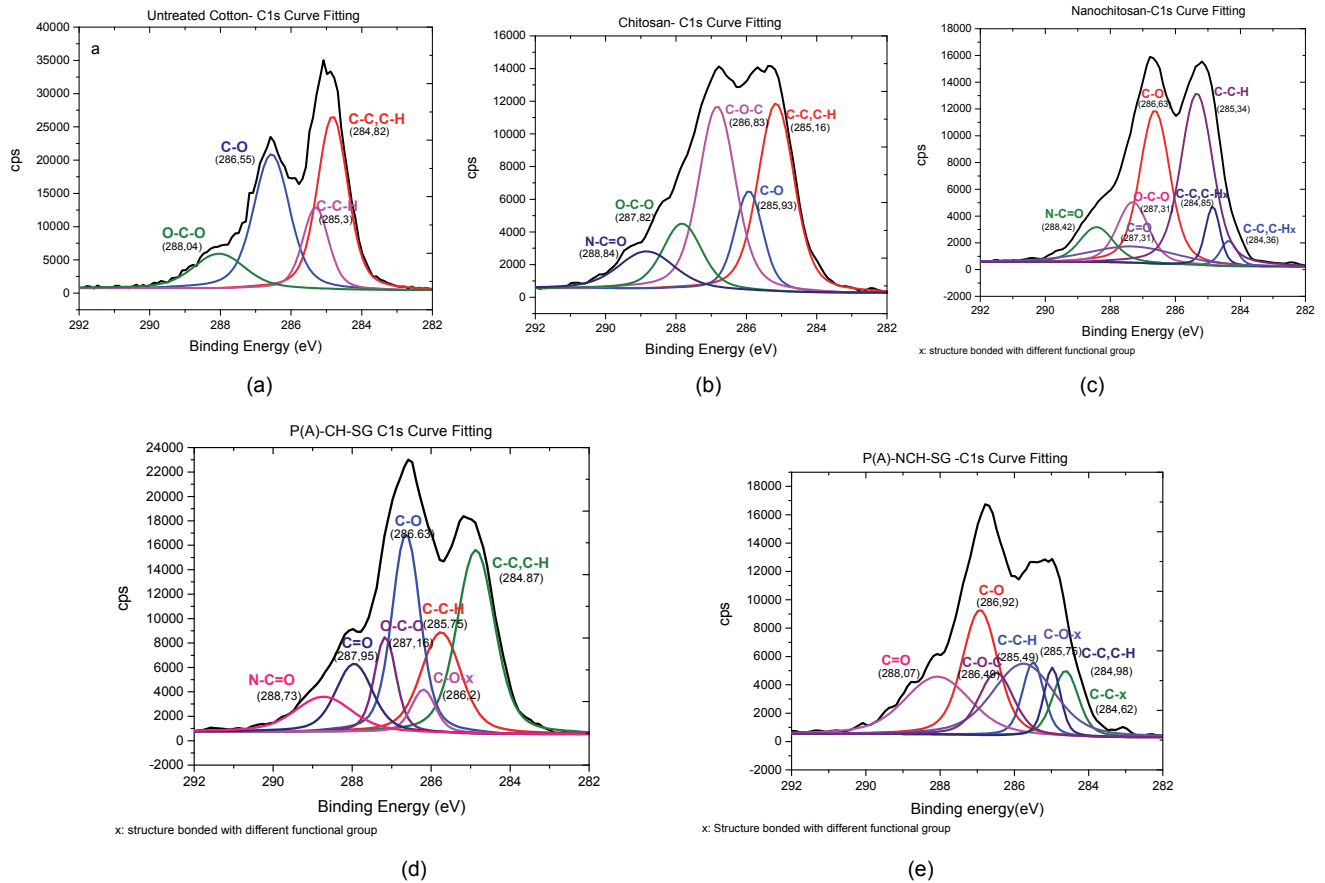 Untreated Cotton- C1s Curve Fitting
a
40000
35000
30000
25000
20000
15000
10000
5000
0
cps
C-C,C-H
(284,82)
C-O
(286,55)
C-C-H
(285,3)
O-C-O
(288,04)
292 290 288 286 284 282
Binding Energy (eV)
(a)
Chitosan- C1s Curve Fitting
16000
14000
12000
10000
8000
6000
4000
2000
0
-2000
cps
C-O-C
(286,83)
C-C,C-H
(285,16)
C-O
(285,93)
O-C-O
(287,82)
N-C=O
(288,84)
292 290 288 286 284 282
Binding Energy (eV)
(b)
Nanochitosan-C1s Curve Fitting
18000
16000
14000
12000
10000
8000
6000
4000
2000
0
-2000
cps
C-O
(286,63)
C-C-H
(285,34)
O-C-O
(287,31)
C-C,C-Hx
(284,85)
N-C=O
(288,42)
C=O
(287,31)
C-C,C-Hx
(284,36)
292 290 288 286 284 282
Binding Energy (eV)
x: structure bonded with different functional group
(c)
P(A)-CH-SG C1s Curve Fitting
24000
22000
20000
18000
16000
14000
12000
10000
8000
6000
4000
2000
0
-2000
cps
C-O
(286.63)
C-C,C-H
(284.87)
C-C-H
(285.75)
O-C-O
(287,16)
C=O
(287,95)
C-O-x
(286,2)
N-C=O
(288,73)
292 290 288 286 284 282
Binding Energy (eV)
x: structure bonded with different functional group
(d)
P(A)-NCH-SG -C1s Curve Fitting
18000
16000
14000
12000
10000
8000
6000
4000
2000
0
-2000
cps
C-O
(286,92)
C-O-x
(285,75)
C-C-H
(285,49)
C-C,C-H
(284,98)
C=O
(288,07)
C-O-C
(286,49)
C-C-x
(284,62)
292 290 288 286 284 282
Binding energy(eV)
x: Structure bonded with different functional group
(e)